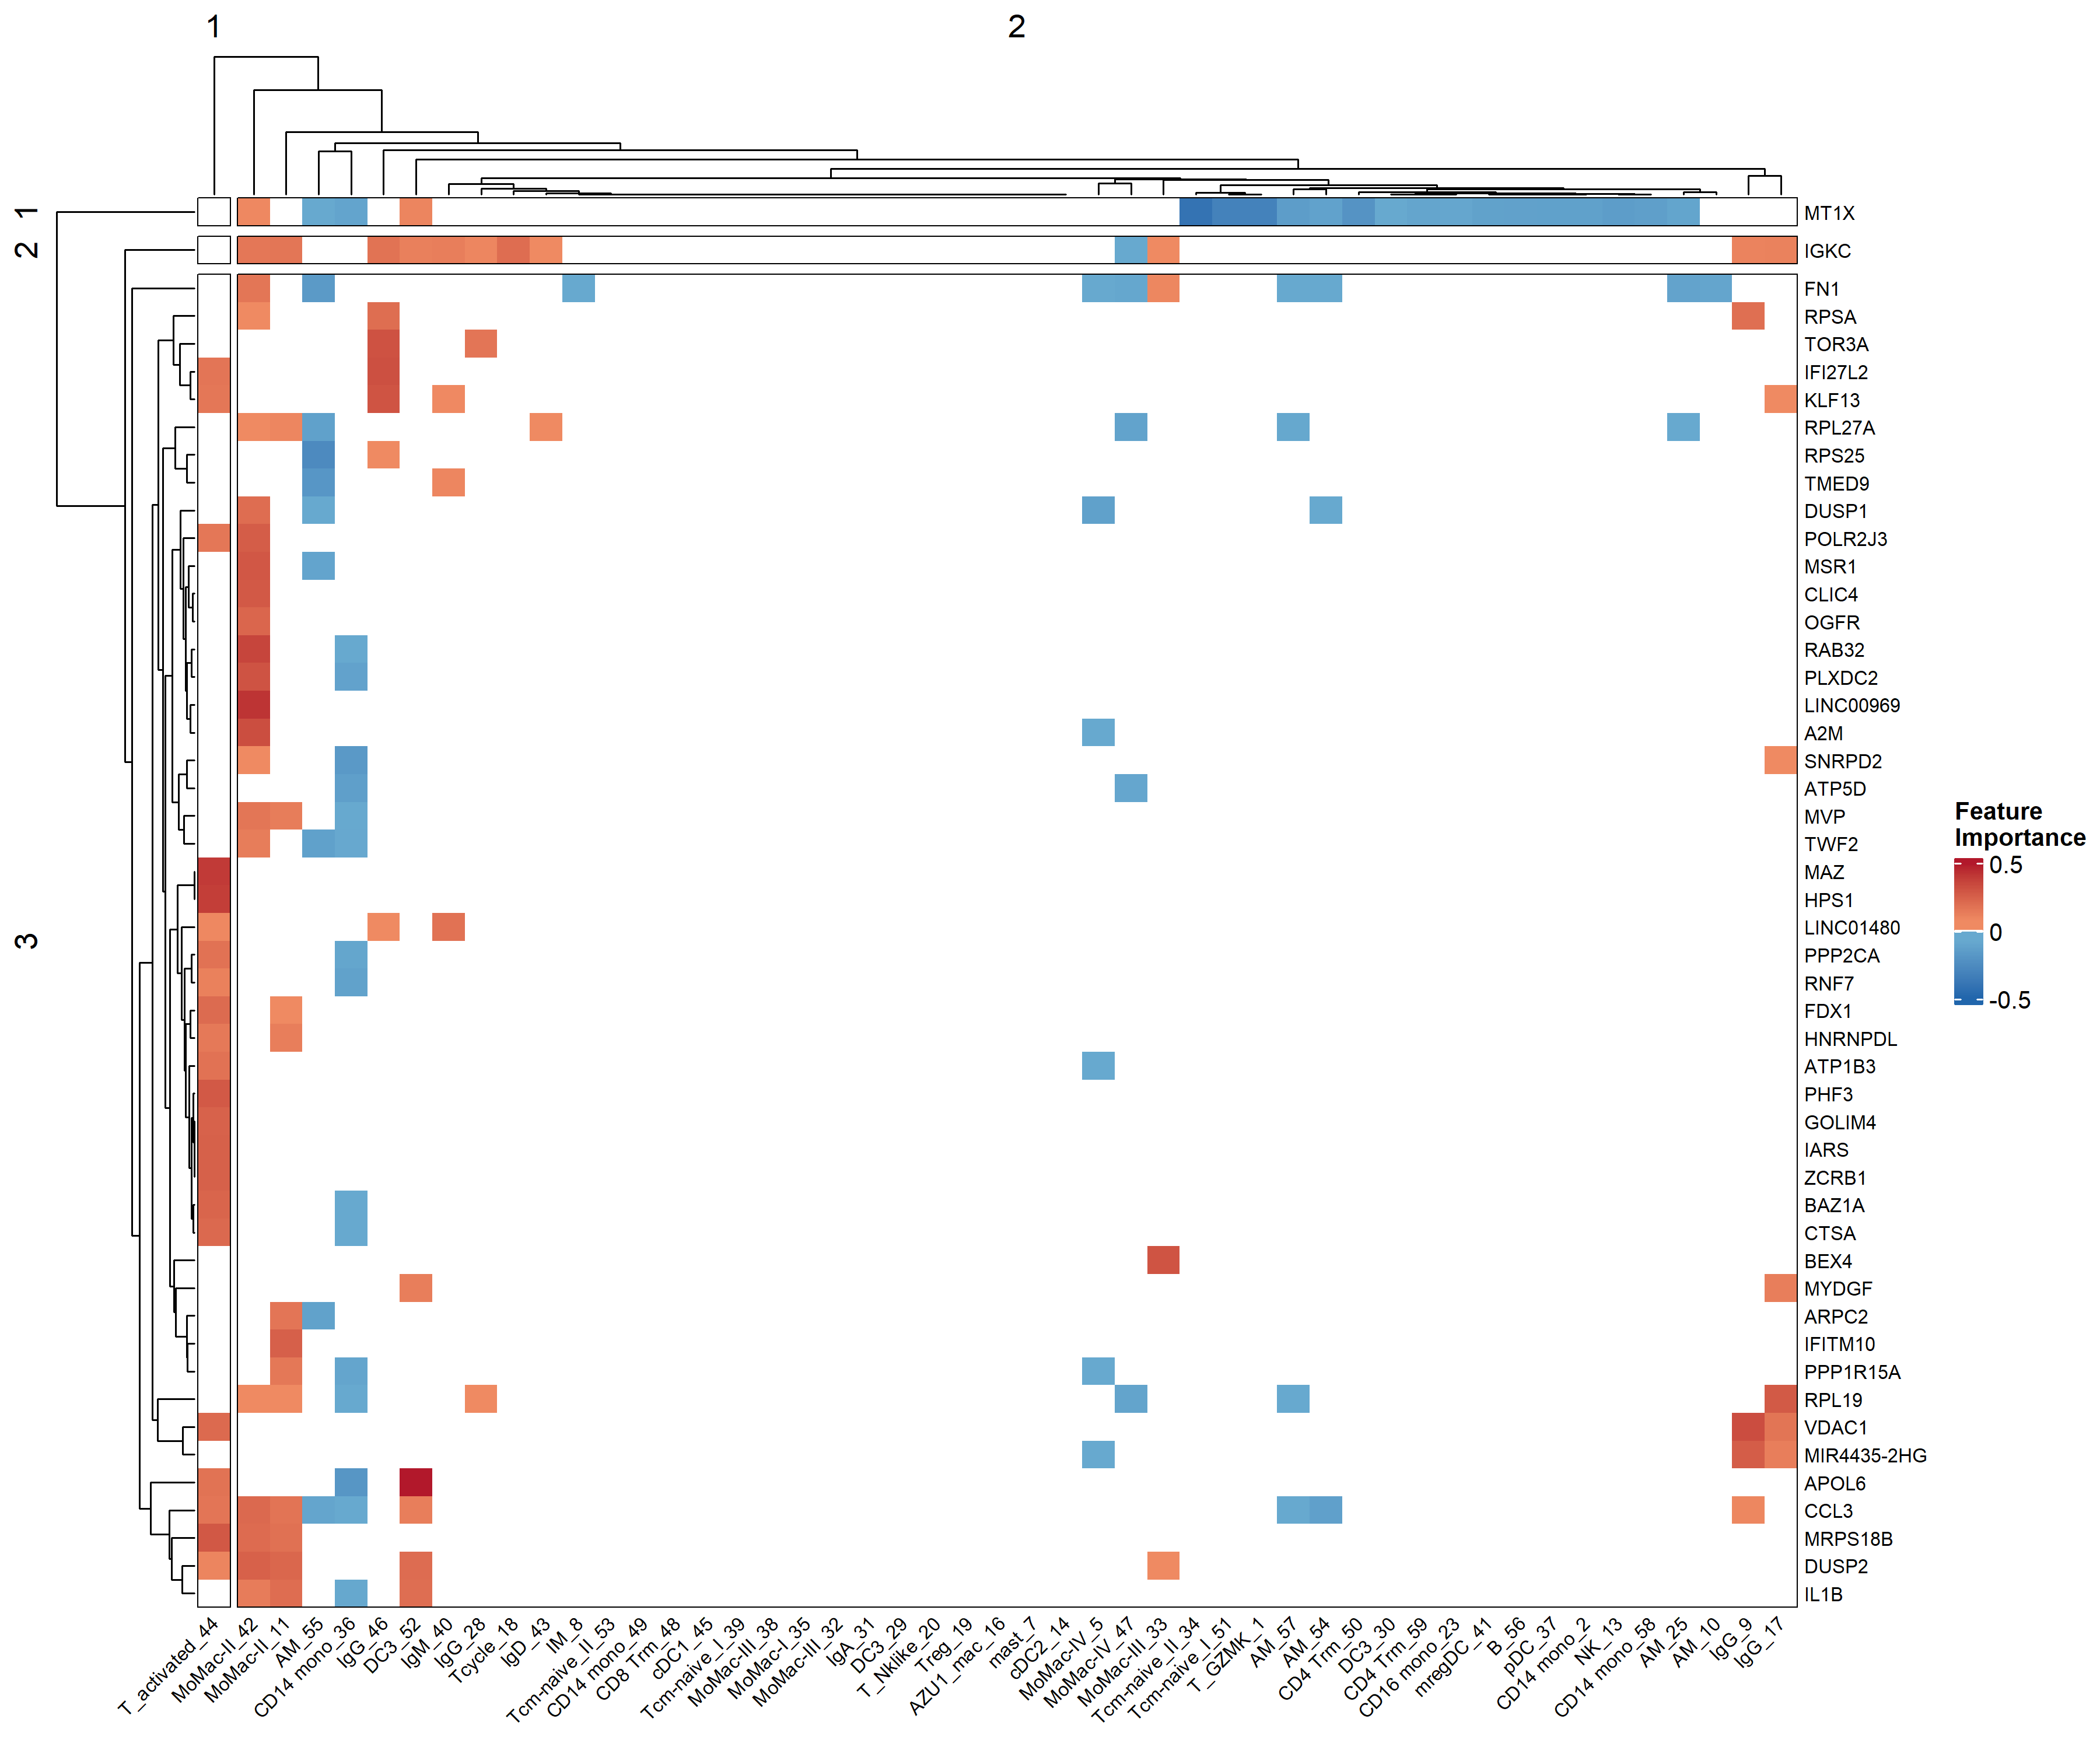 1
2
1
2
3
MT1X
IGKC
FN1
RPSA
TOR3A
IFI27L2
KLF13
RPL27A
RPS25
TMED9
DUSP1
POLR2J3
MSR1
CLIC4
OGFR
RAB32
PLXDC2
LINC00969
A2M
SNRPD2
ATP5D
MVP
TWF2
MAZ
HPS1
LINC01480
PPP2CA
RNF7
FDX1
HNRNPDL
ATP1B3
PHF3
GOLIM4
IARS
ZCRB1
BAZ1A
CTSA
BEX4
MYDGF
ARPC2
IFITM10
PPP1R15A
RPL19
VDAC1
MIR4435-2HG
APOL6
CCL3
MRPS18B
DUSP2
IL1B
Feature
Importance
0.5
0
-0.5
T_activated_44
MoMac-II_42
MoMac-II_11
AM_55
CD14 mono_36
IgG_46
DC3_52
IgM_40
IgG_28
Tcycle_18
IgD_43
IM_8
Tcm-naive_II_53
CD14 mono_49
CD8 Trm_48
cDC1_45
Tcm-naive_I_39
MoMac-III_38
MoMac-I_35
MoMac-III_32
IgA_31
DC3_29
T_Nklike_20
Treg_19
AZU1_mac_16
mast_7
cDC2_14
MoMac-IV_5
MoMac-IV_47
MoMac-III_33
Tcm-naive_II_34
Tcm-naive_I_51
T_GZMK_1
AM_57
AM_54
CD4 Trm_50
DC3_30
CD4 Trm_59
CD16 mono_23
mregDC_41
B_56
pDC_37
CD14 mono_2
NK_13
CD14 mono_58
AM_25
AM_10
IgG_9
IgG_17